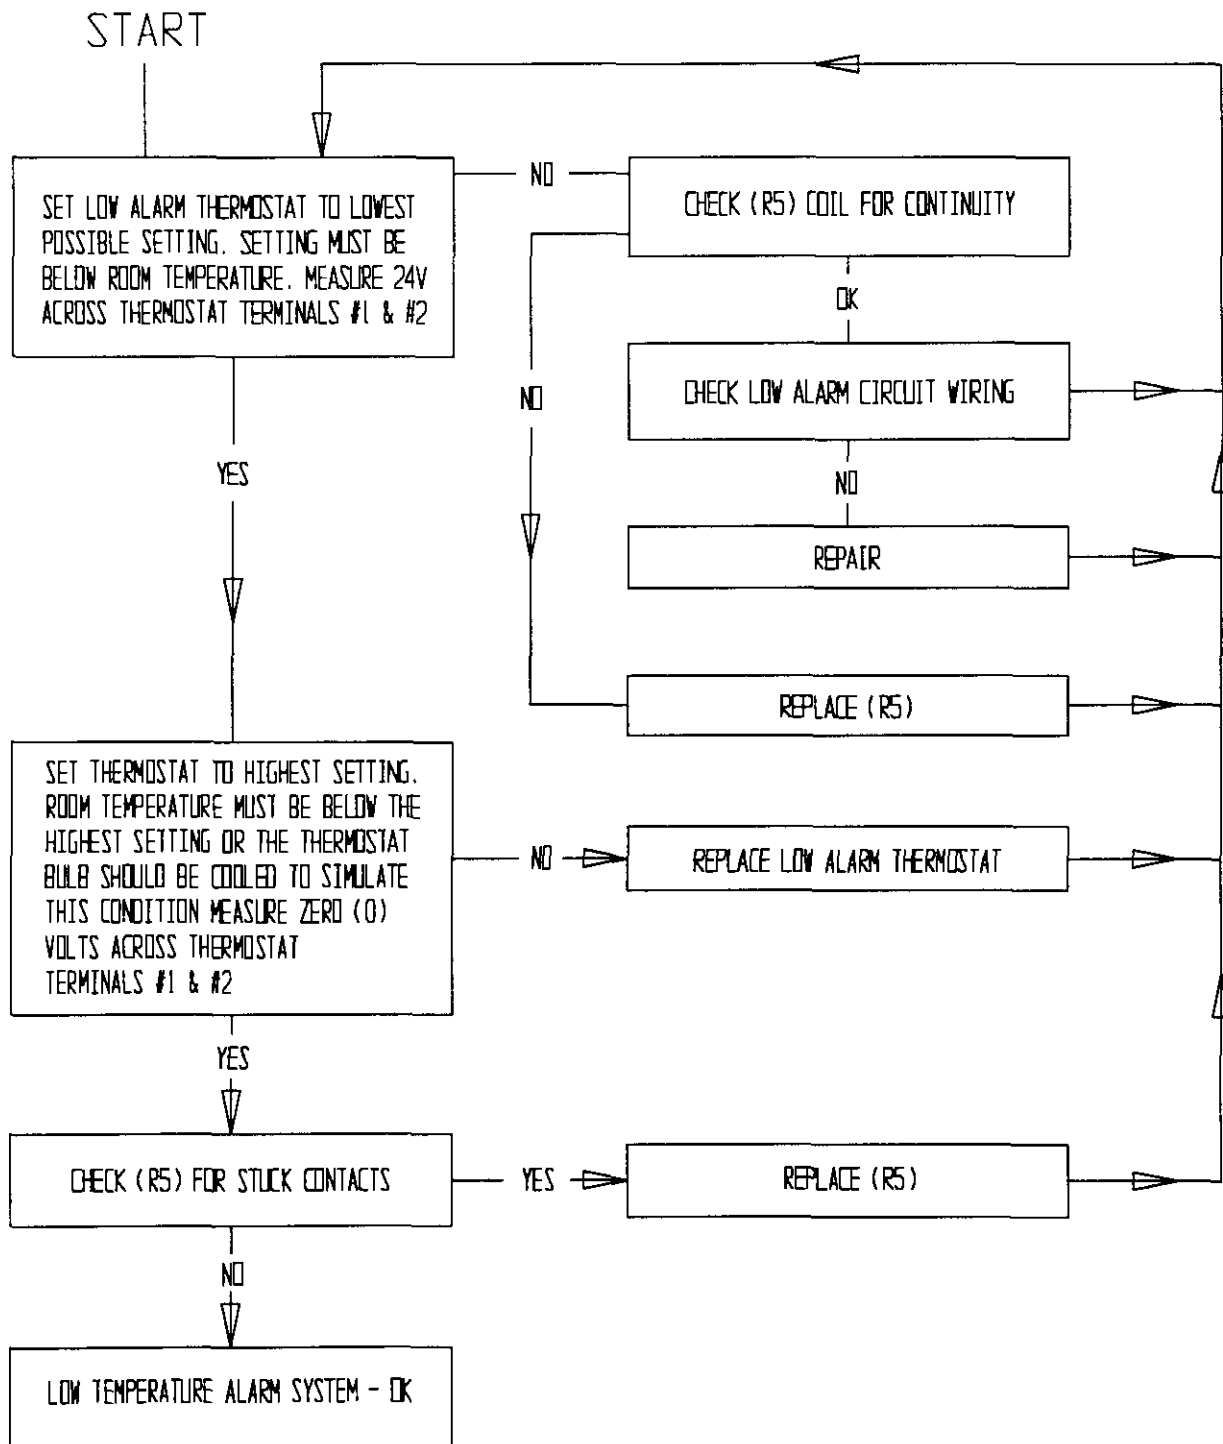 START
SET LOW ALARM THERMOSTAT TO LOWEST
POSSIBLE SETTING. SETTING MUST BE
BELOW ROOM TEMPERATURE. MEASURE 24V
ACROSS THERMOSTAT TERMINALS #1 & #2
NO
CHECK (R5) COIL FOR CONTINUITY
OK
NO
CHECK LOW ALARM CIRCUIT WIRING
YES
NO
REPAIR
REPLACE (R5)
SET THERMOSTAT TO HIGHEST SETTING.
ROOM TEMPERATURE MUST BE BELOW THE
HIGHEST SETTING OR THE THERMOSTAT
BULB SHOULD BE COOLED TO SIMULATE
THIS CONDITION MEASURE ZERO (0)
VOLTS ACROSS THERMOSTAT
TERMINALS #1 & #2
NO
REPLACE LOW ALARM THERMOSTAT
YES
CHECK (R5) FOR STUCK CONTACTS
YES
REPLACE (R5)
NO
LOW TEMPERATURE ALARM SYSTEM - OK